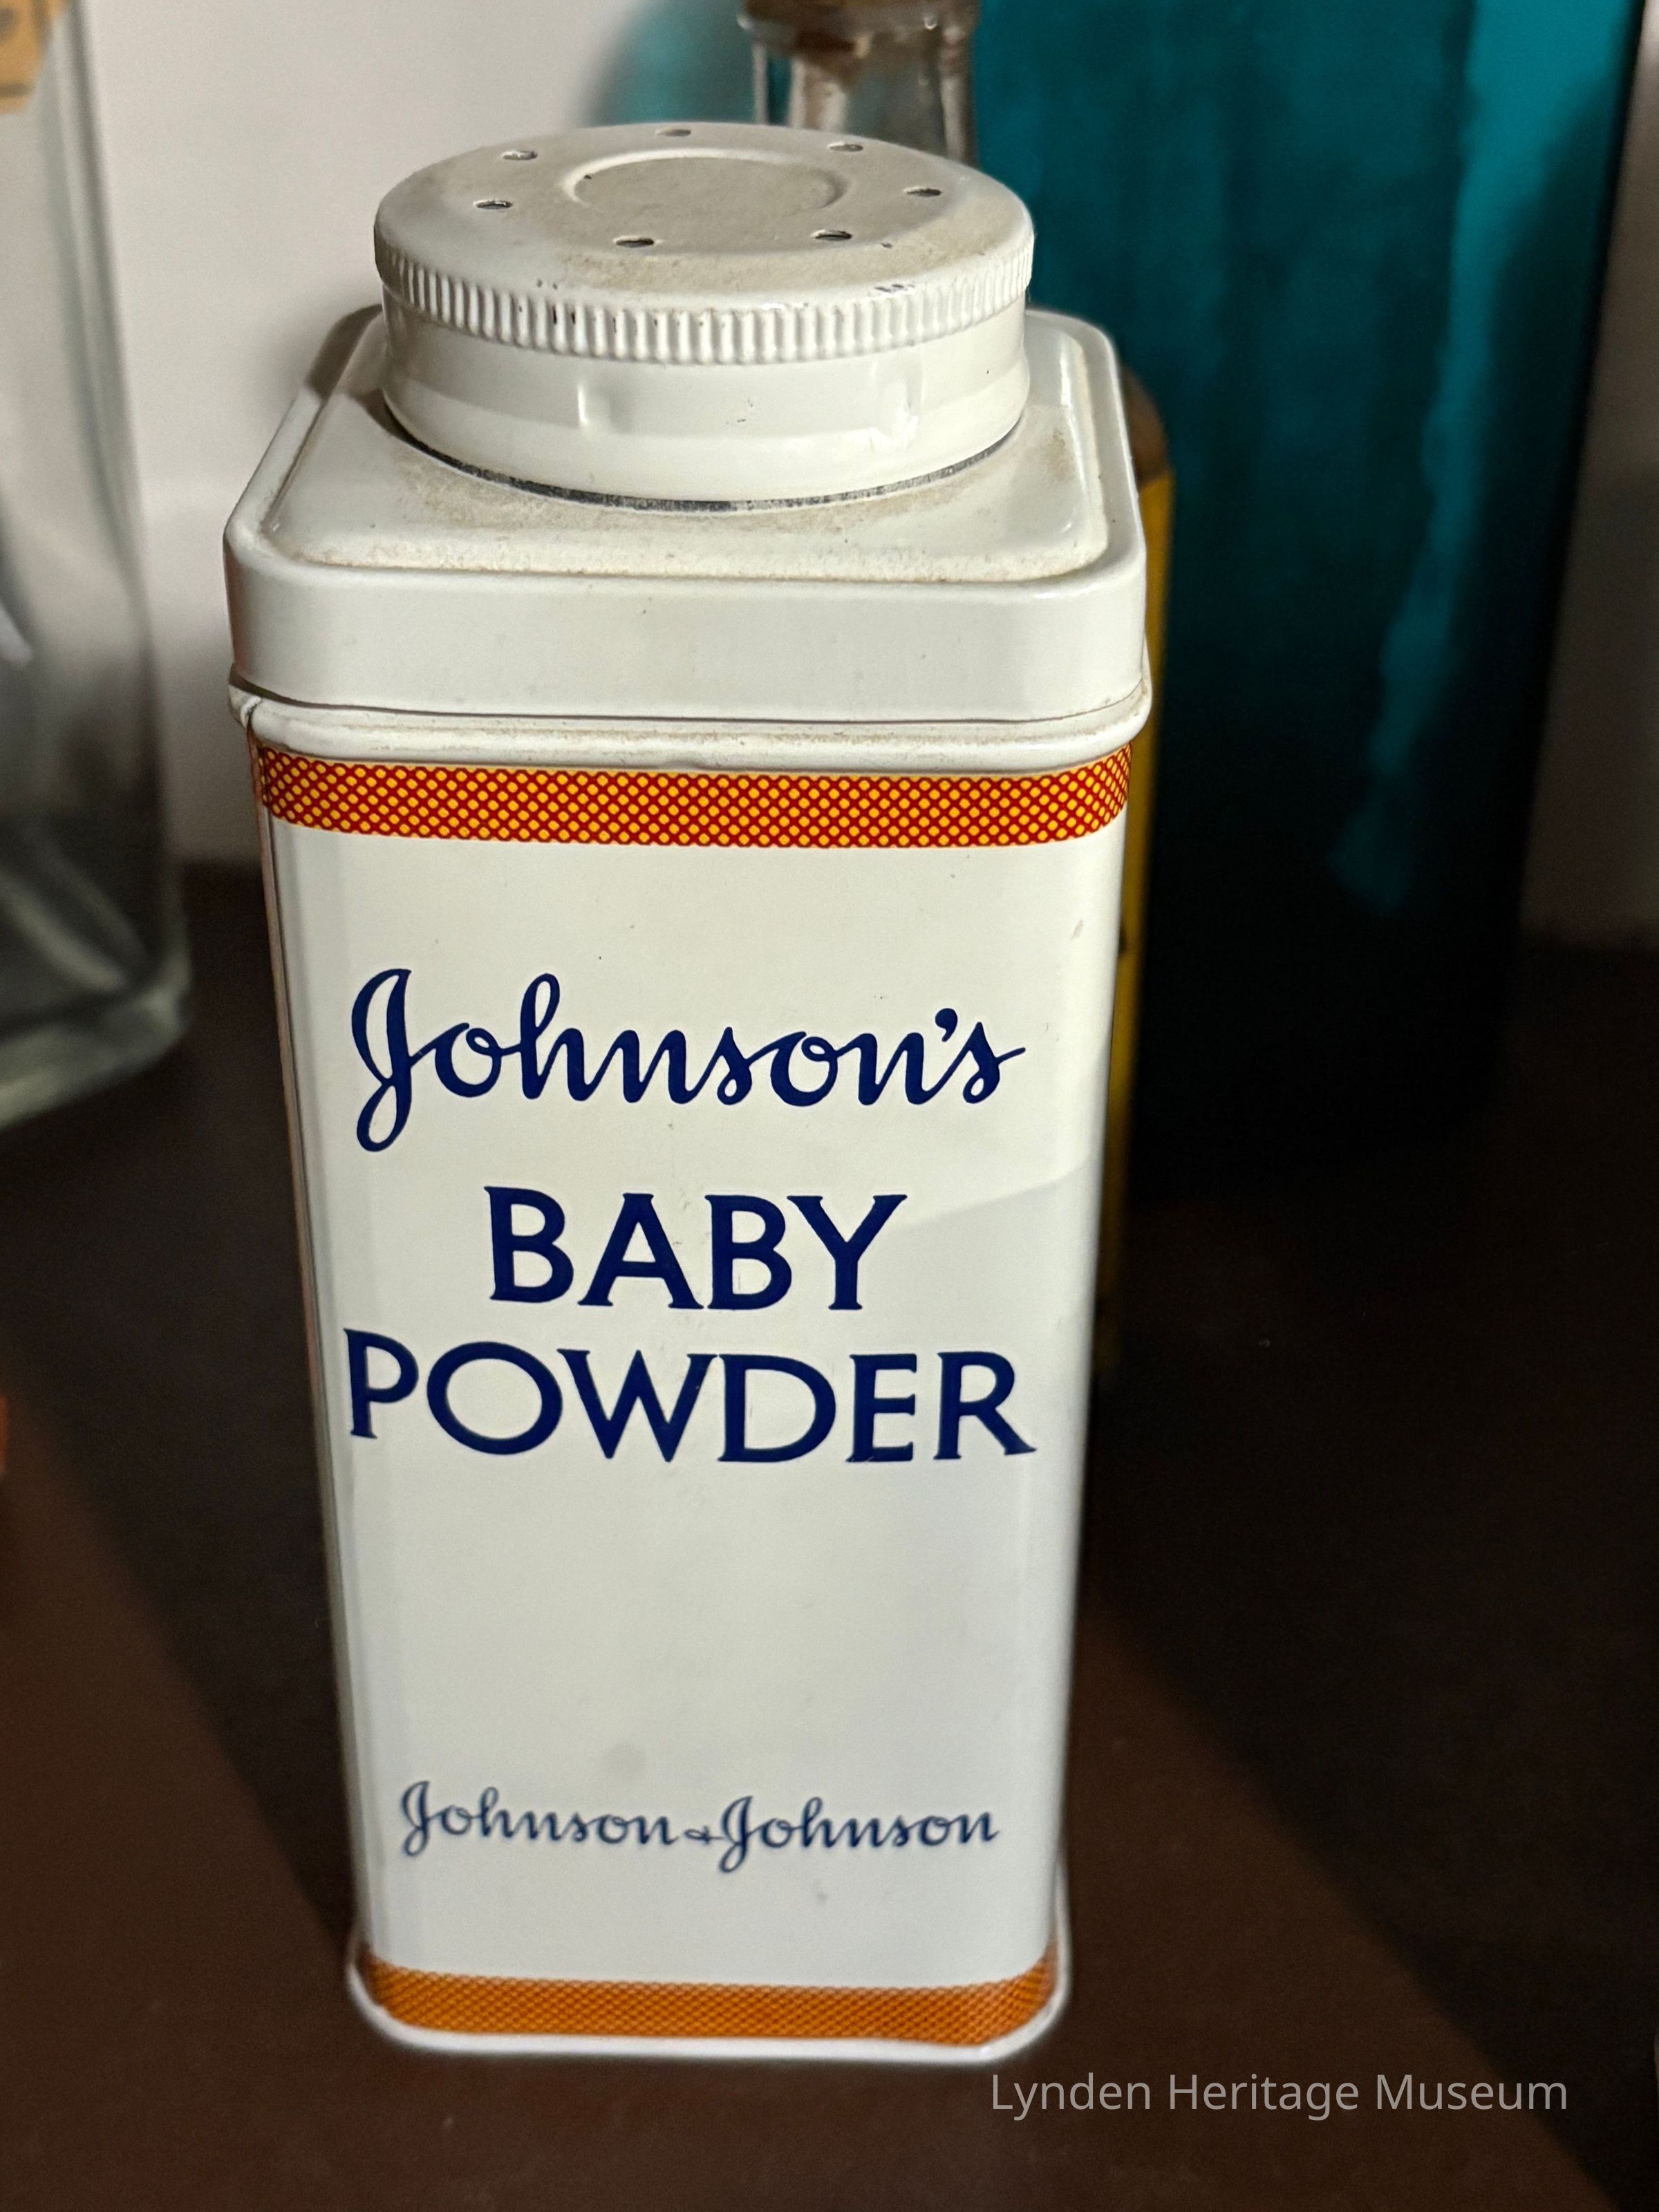 Johnson's
BABY
POWDER
Johnson & Johnson
Lynden Heritage Museum